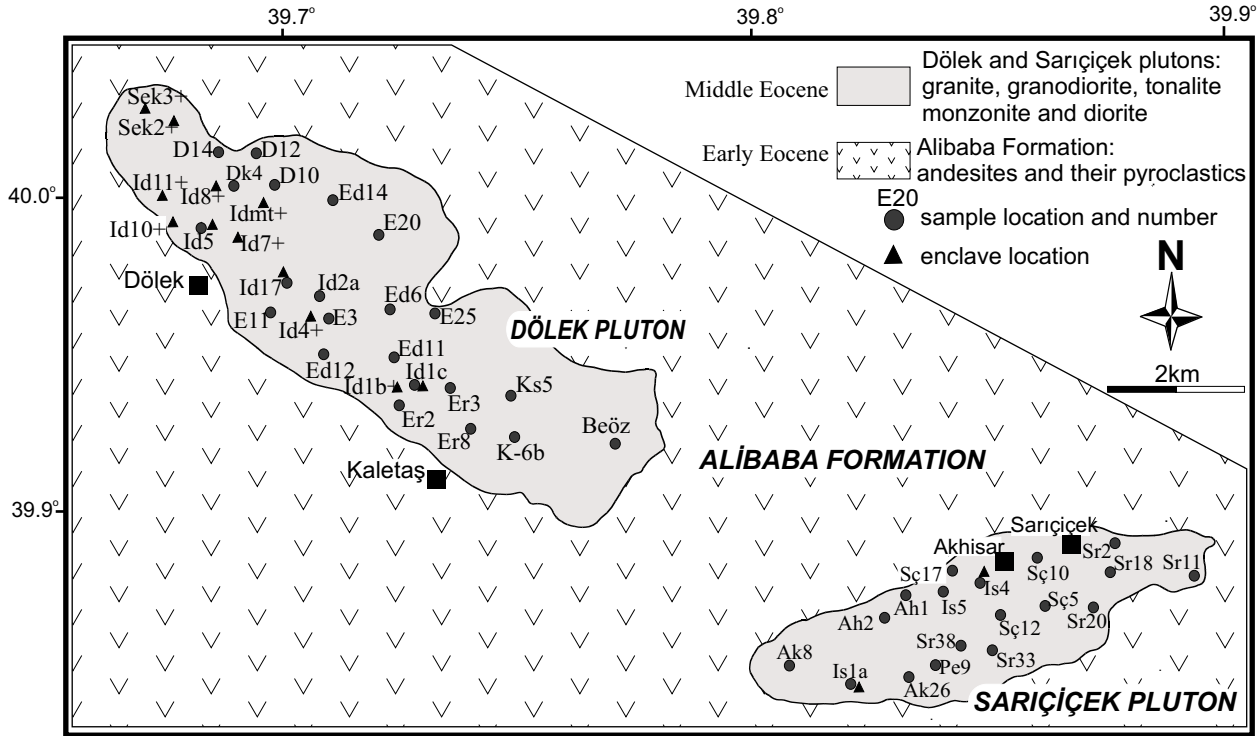 39.7°
39.8°
39.9°
Middle Eocene
Dölek and Sarıçiçek plutons:
granite, granodiorite, tonalite
monzonite and diorite
Early Eocene
Alibaba Formation:
andesites and their pyroclastics
E20
sample location and number
enclave location
N
2km
40.0°
39.9°
Sek3+
Sek2+
D14
D12
Dk4
D10
Id11+
Id8+
Idmt+
Ed14
Id10+
Id5
Id7+
E20
Dölek
Id17
Id2a
Ed6
E25
E11
Id4+
E3
DÖLEK PLUTON
Ed12
Ed11
Id1b+
Id1c
Ks5
Er2
Er3
Er8
K-6b
Beöz
Kaletaş
ALİBABA FORMATION
Sarıçiçek
Akhisar
Sr2
Sr18
Sr11
Sç17
Is4
Sç10
Ah1
Is5
Sç5
Ah2
Sç12
Sr20
Sr38
Ak8
Pe9
Sr33
Is1a
Ak26
SARIÇİÇEK PLUTON